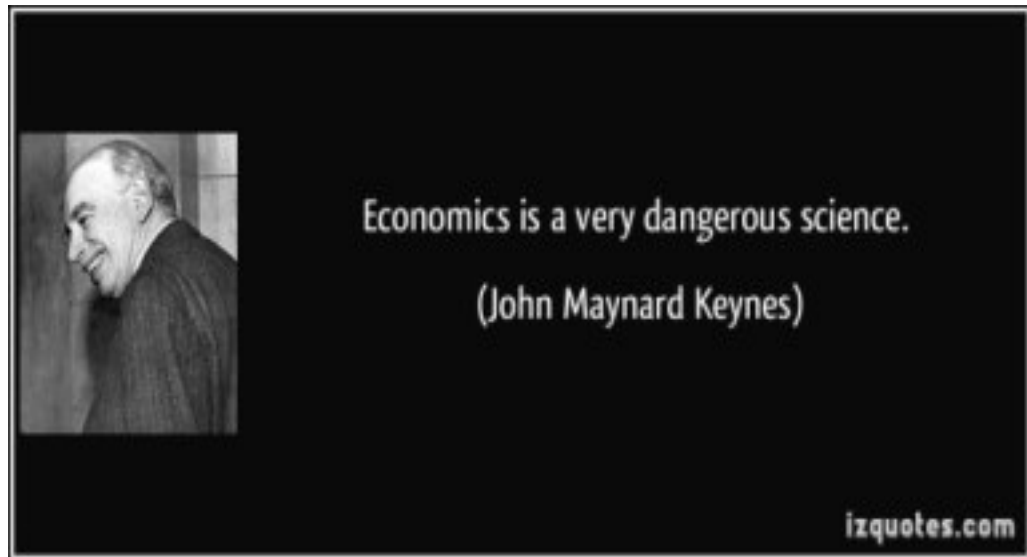 Economics is a very dangerous science.
(John Maynard Keynes)
izquotes.com